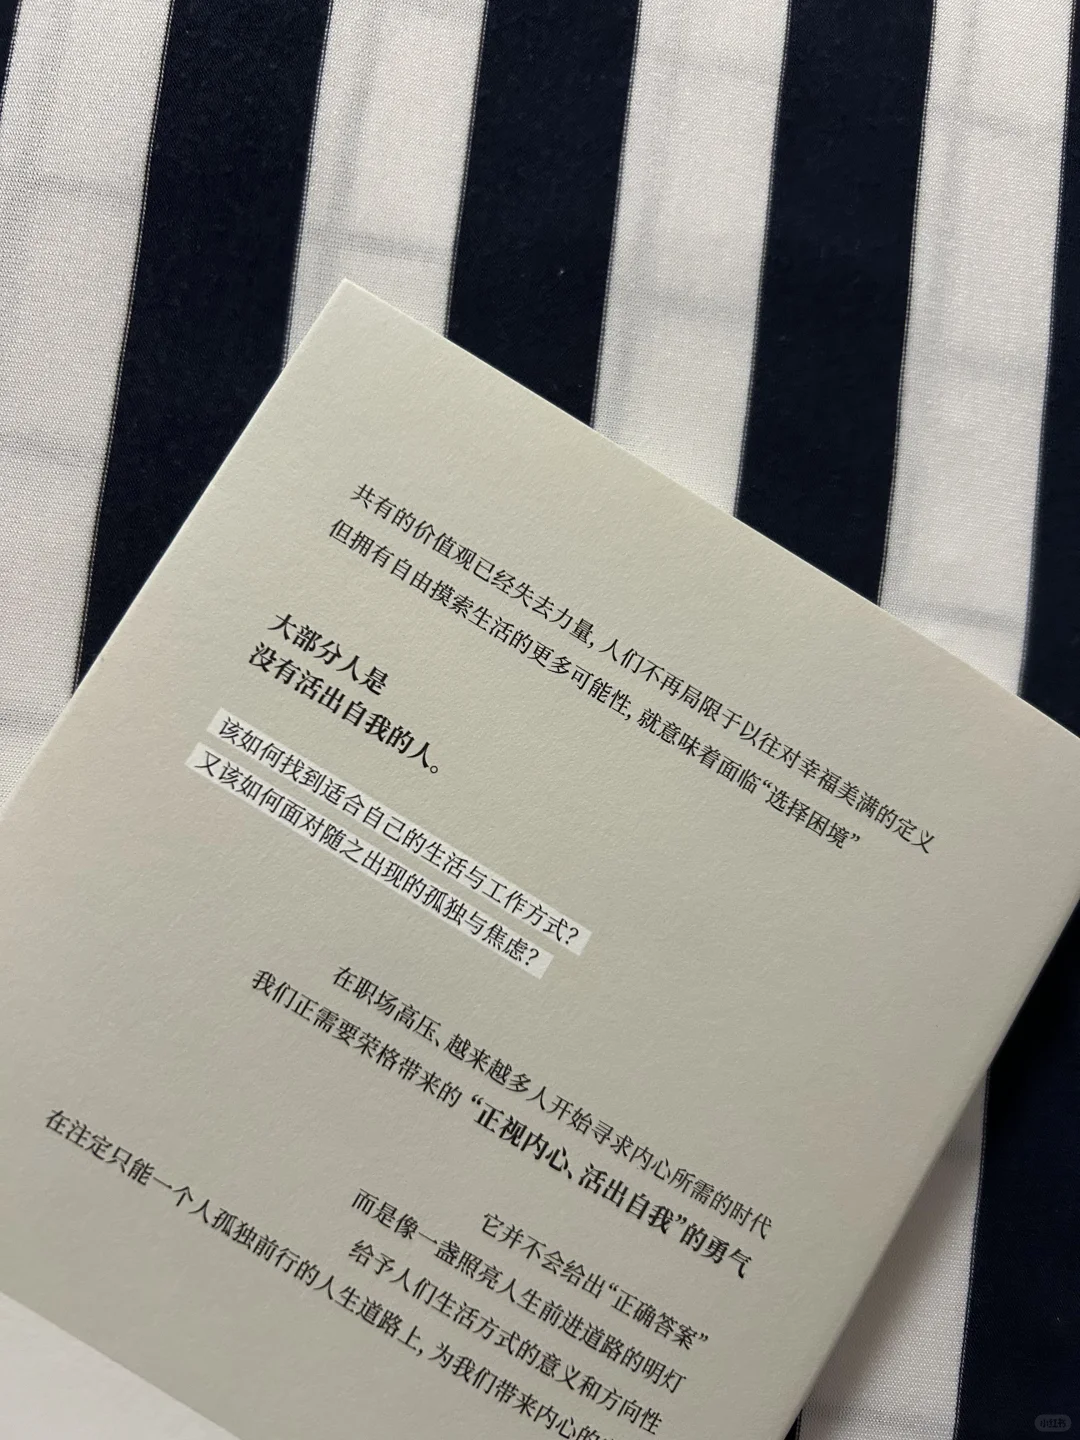 共有的价值观已经失去力量，人们不再局限于以往对幸福美满的定义
但拥有自由摸索生活的更多可能性，就意味着面临“选择困境”
大部分人是
没有活出自我的人。
该如何找到适合自己的生活与工作方式？
又该如何面对随之出现的孤独与焦虑？
在职场高压、越来越多人开始寻求内心所需的时代
我们正需要荣格带来的“正视内心、活出自我”的勇气
它并不会给出“正确答案”
而是像一盏照亮人生前进道路的明灯
给予人们生活方式的意义和方向性
在注定只能一个人孤独前行的人生道路上，为我们带来内心的
小红书